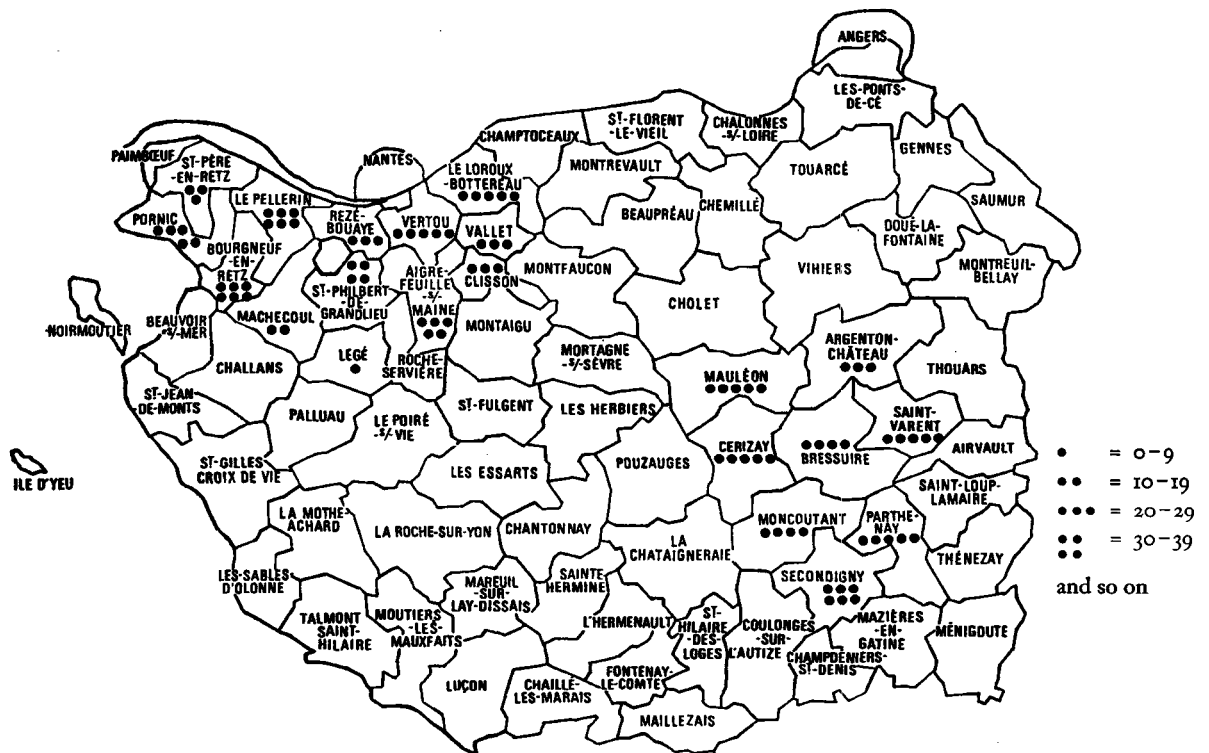 ANGERS
LES-PONTS-
DE-CÉ
ST-FLORENT
-LE-VIEIL
CHALONNES
-S/-LOIRE
CHAMPTOCEAUX
GENNES
PAIMBŒUF
ST-PÈRE
-EN-RETZ
NANTES
LE LOROUX
-BOTTEREAU
MONTREVAULT
TOUARCÉ
LE PELLERIN
BEAUPRÉAU
CHEMILLÉ
SAUMUR
PORNIC
REZÉ-
BOUAYE
VERTOU
VALLET
DOUÉ-LA-
FONTAINE
BOURGNEUF
-EN-
RETZ
AIGRE-
FEUILLE
-S/-
MAINE
CLISSON
MONTFAUCON
VIHIERS
MONTREUIL-
BELLAY
ST-PHILBERT
-DE-
GRANDLIEU
CHOLET
NOIRMOUTIER
BEAUVOIR
-S/-MER
MACHECOUL
MONTAIGU
ARGENTON-
CHÂTEAU
MORTAGNE
-S/-SÈVRE
LEGÉ
ROCHE-
SERVIÈRE
CHALLANS
THOUARS
MAULÉON
ST-JEAN
-DE-MONTS
PALLUAU
LE POIRÉ
-S/-VIE
ST-FULGENT
LES HERBIERS
SAINT-
VARENT
CERIZAY
BRESSUIRE
AIRVAULT
ST-GILLES
CROIX DE VIE
LES ESSARTS
POUZAUGES
ILE D'YEU
SAINT-LOUP-
LAMAIRE
LA MOTHE-
ACHARD
LA ROCHE-SUR-YON
CHANTONNAY
MONCOUTANT
PARTHE-
NAY
LA
CHATAIGNERAIE
THÉNEZAY
LES-SABLES
D'OLONNE
MAREUIL
-SUR-
LAY-DISSAIS
SAINTE
HERMINE
SECONDIGNY
TALMONT
SAINT-
HILAIRE
MOUTIERS
-LES-
MAUXFAITS
L'HERMENAULT
ST-
HILAIRE
-DES-
LOGES
COULONGES
-SUR-
L'AUTIZE
MAZIÈRES
-EN-
GATINE
MÉNIGOUTE
CHAMPDENIERS-
ST-DENIS
LUÇON
CHAILLÉ-
LES-MARAIS
FONTENAY-
LE-COMTE
MAILLEZAIS
= 0-9
= 10-19
= 20-29
= 30-39
and so on